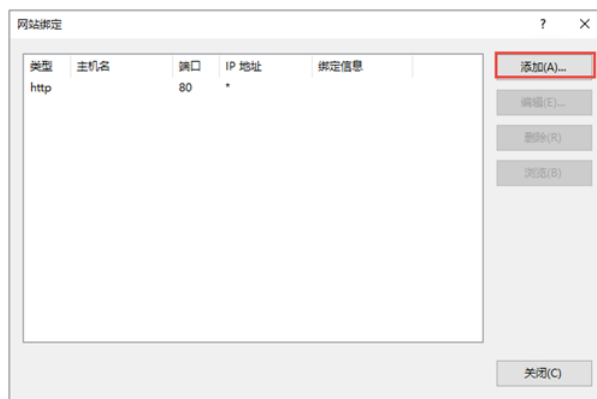 网站绑定 ? ×
类型 主机名 端口 IP 地址 绑定信息
http 80 *
添加(A)...
编辑(E)...
删除(R)
浏览(B)
关闭(C)